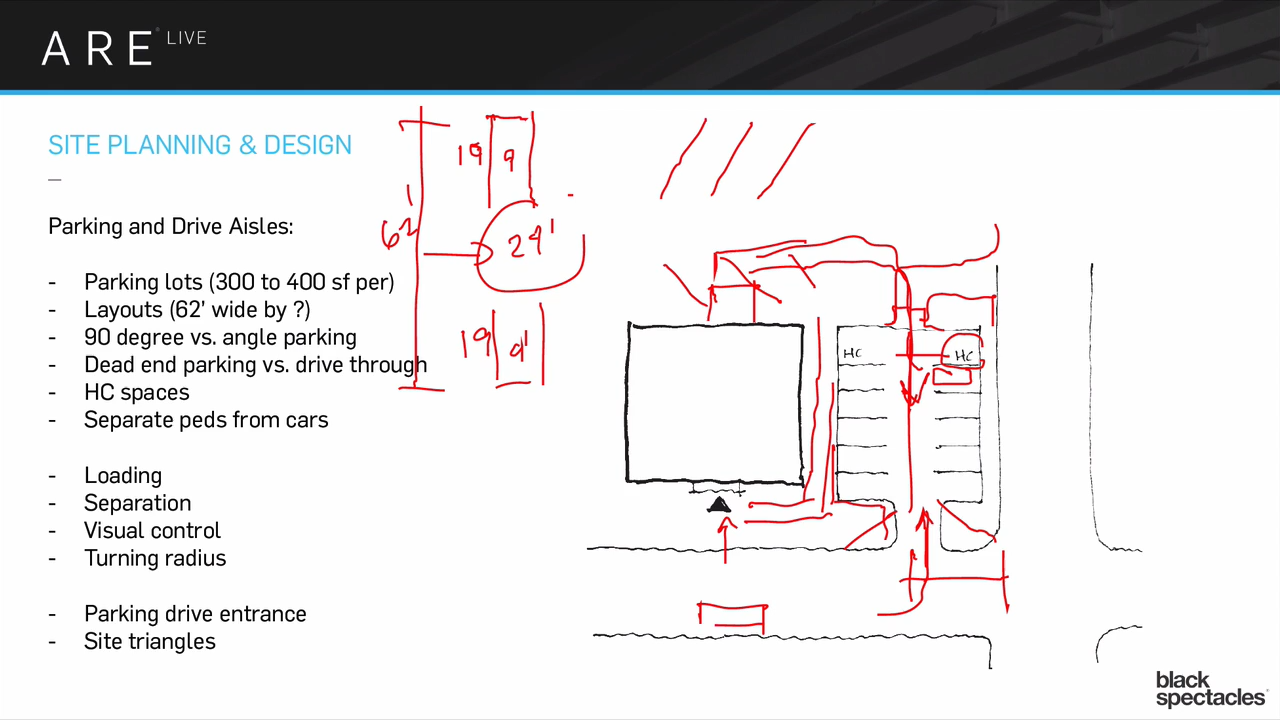 ARE® LIVE
SITE PLANNING & DESIGN
—
Parking and Drive Aisles:
- Parking lots (300 to 400 sf per)
- Layouts (62’ wide by ?)
- 90 degree vs. angle parking
- Dead end parking vs. drive through
- HC spaces
- Separate peds from cars
- Loading
- Separation
- Visual control
- Turning radius
- Parking drive entrance
- Site triangles
19 9
62'
24'
19 9'
HC HC
black
spectacles®